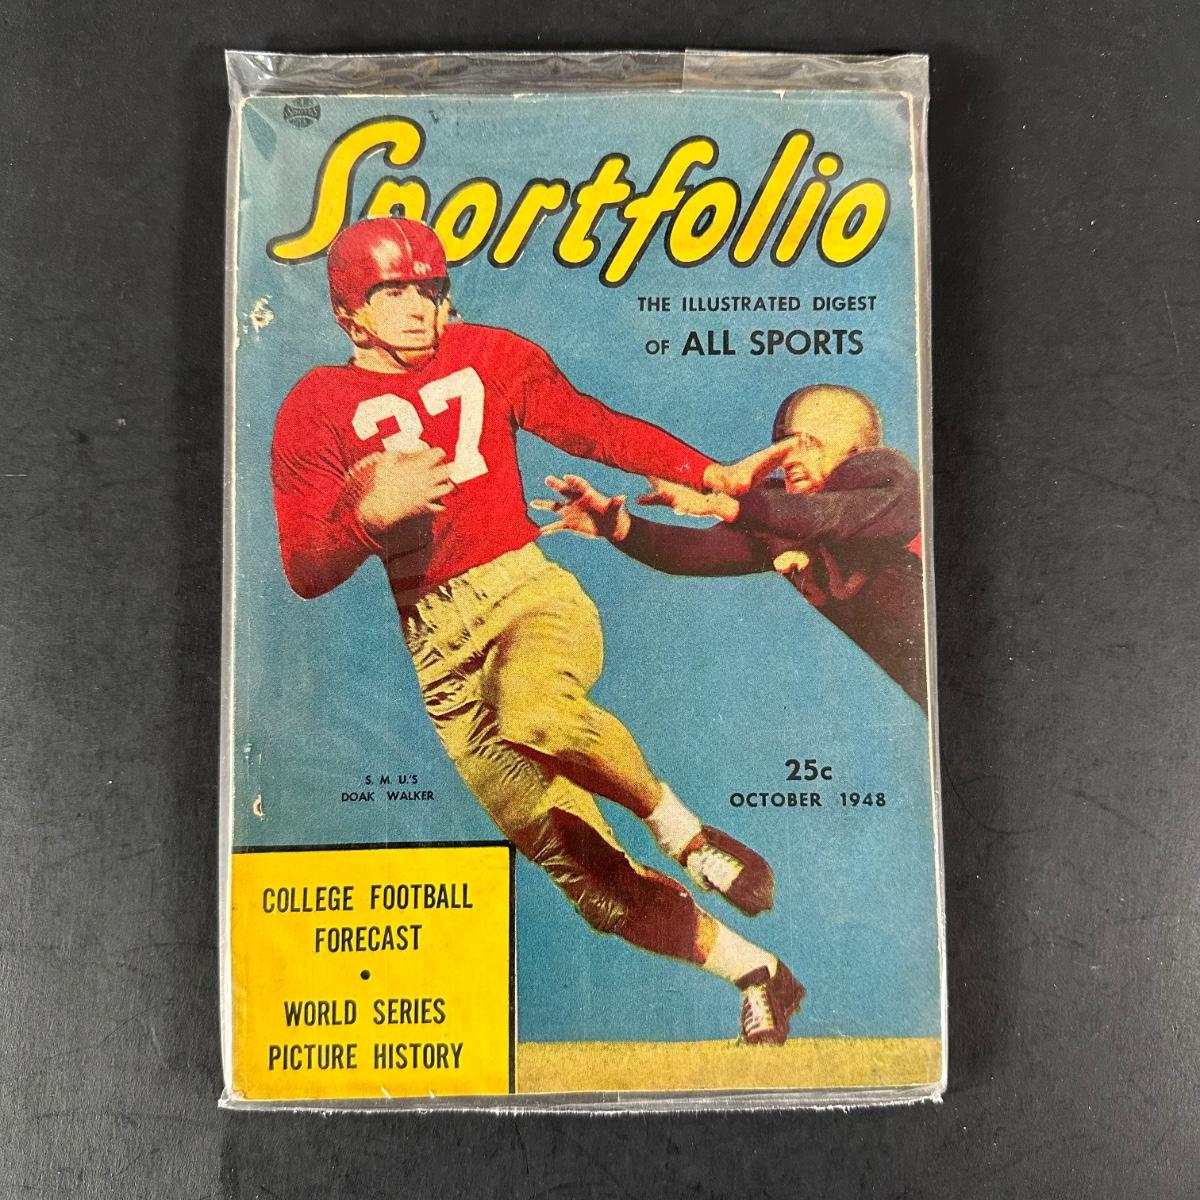 Sportfolio
THE ILLUSTRATED DIGEST
OF ALL SPORTS
37
S. M. U.'S
DOAK WALKER
25c
OCTOBER 1948
COLLEGE FOOTBALL
FORECAST
•
WORLD SERIES
PICTURE HISTORY